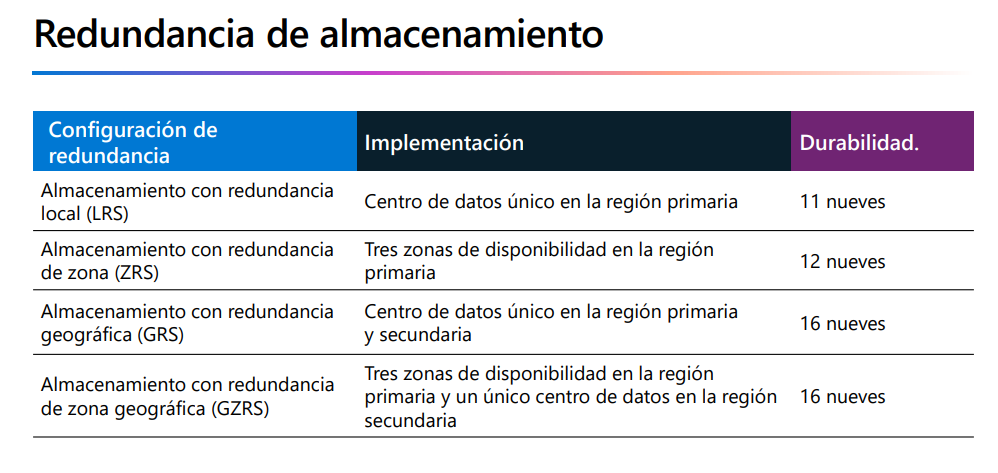 Redundancia de almacenamiento
Configuración de
redundancia
Implementación
Durabilidad.
Almacenamiento con redundancia
local (LRS)
Centro de datos único en la región primaria
11 nueves
Almacenamiento con redundancia
de zona (ZRS)
Tres zonas de disponibilidad en la región
primaria
12 nueves
Almacenamiento con redundancia
geográfica (GRS)
Centro de datos único en la región primaria
y secundaria
16 nueves
Almacenamiento con redundancia
de zona geográfica (GZRS)
Tres zonas de disponibilidad en la región
primaria y un único centro de datos en la región
secundaria
16 nueves